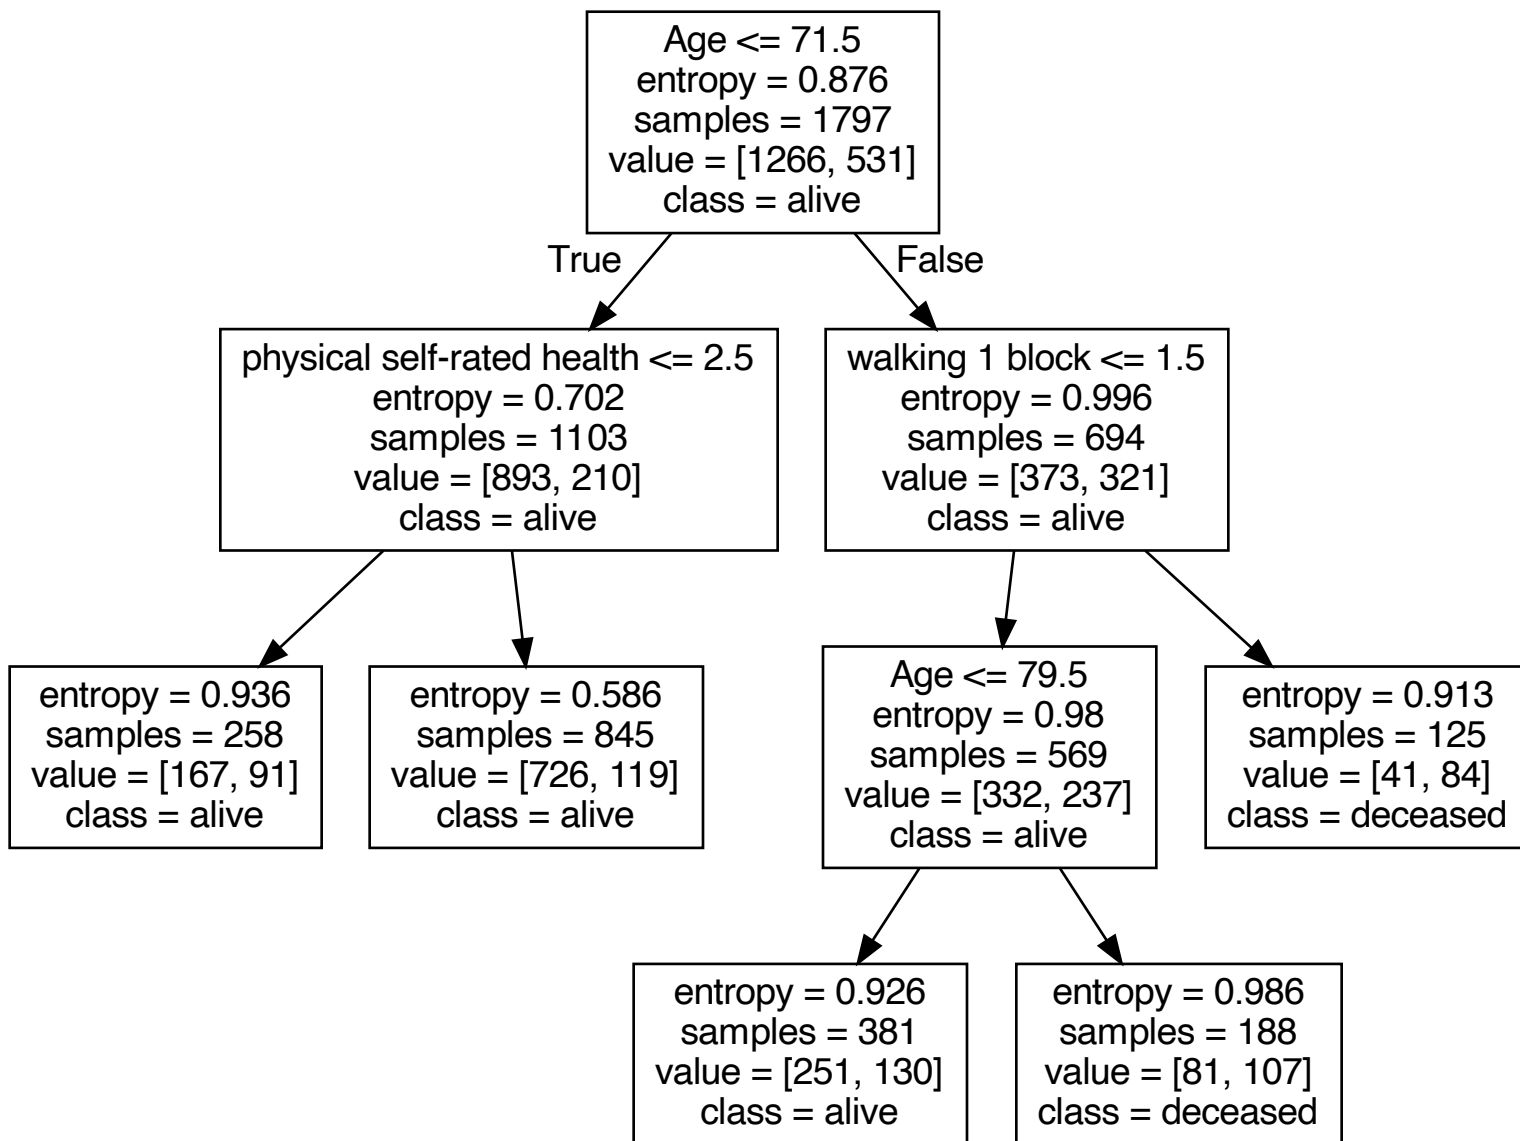 Age <= 71.5
entropy = 0.876
samples = 1797
value = [1266, 531]
class = alive
True
False
physical self-rated health <= 2.5
entropy = 0.702
samples = 1103
value = [893, 210]
class = alive
walking 1 block <= 1.5
entropy = 0.996
samples = 694
value = [373, 321]
class = alive
entropy = 0.936
samples = 258
value = [167, 91]
class = alive
entropy = 0.586
samples = 845
value = [726, 119]
class = alive
Age <= 79.5
entropy = 0.98
samples = 569
value = [332, 237]
class = alive
entropy = 0.913
samples = 125
value = [41, 84]
class = deceased
entropy = 0.926
samples = 381
value = [251, 130]
class = alive
entropy = 0.986
samples = 188
value = [81, 107]
class = deceased